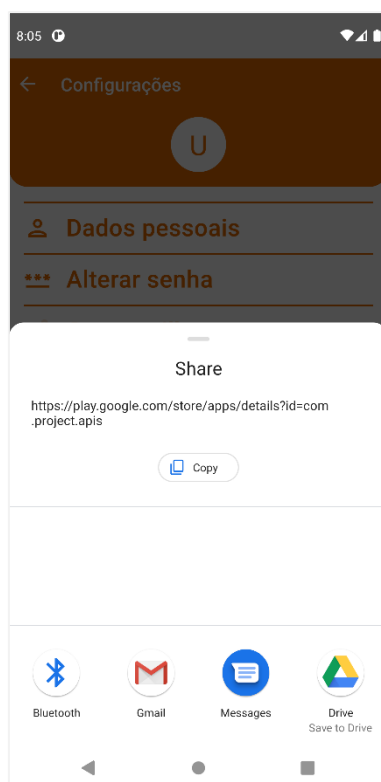 8:05
Configurações
U
Dados pessoais
*** Alterar senha
Share
https://play.google.com/store/apps/details?id=com
.project.apis
Copy
Bluetooth
Gmail
Messages
Drive
Save to Drive